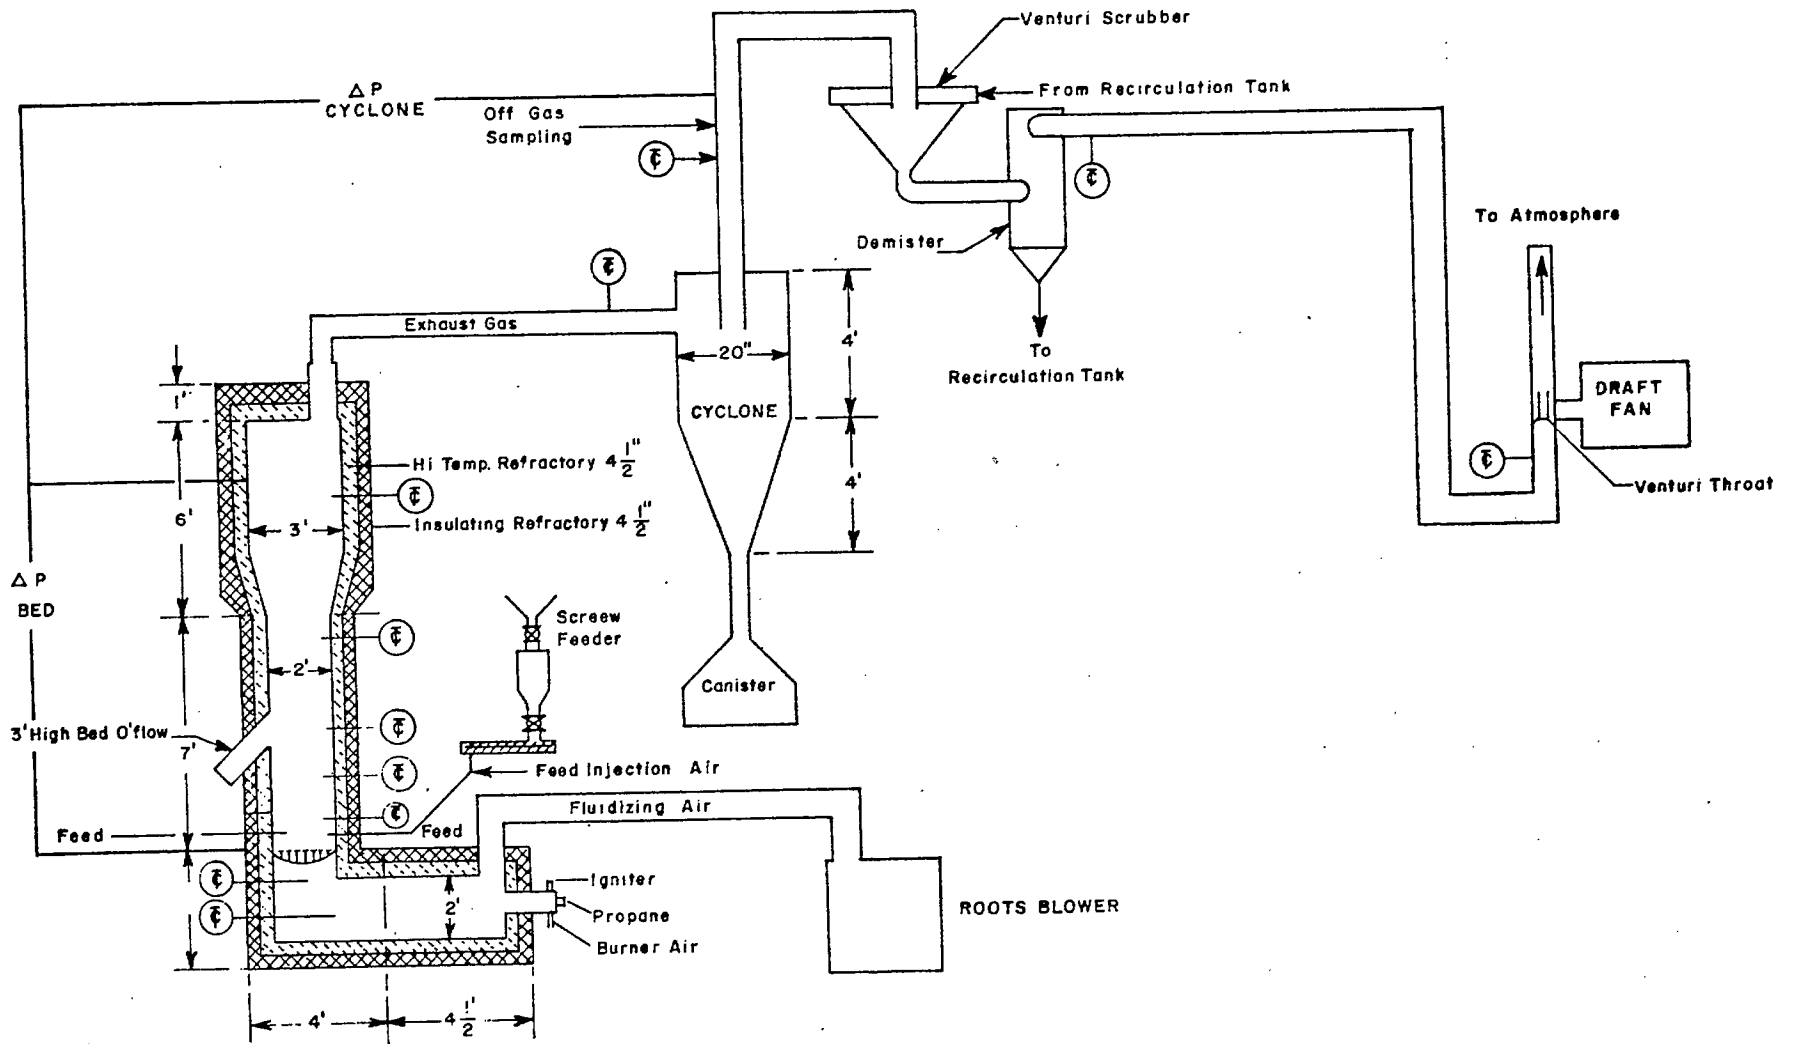 Venturi Scrubber
△ P
CYCLONE
From Recirculation Tank
Off Gas
Sampling
T̄C
T̄C
To Atmosphere
Demister
T̄C
Exhaust Gas
20"
4'
To
Recirculation Tank
DRAFT
FAN
1'
CYCLONE
Hi Temp. Refractory 4 1/2"
T̄C
T̄C
4'
Venturi Throat
6'
3'
Insulating Refractory 4 1/2"
△ P
BED
Screw
Feeder
T̄C
2'
Canister
3' High Bed O'flow
T̄C
7'
T̄C
Feed Injection Air
Fluidizing Air
T̄C
Feed
Feed
T̄C
Igniter
2'
Propane
T̄C
ROOTS BLOWER
Burner Air
4'
4 1/2'